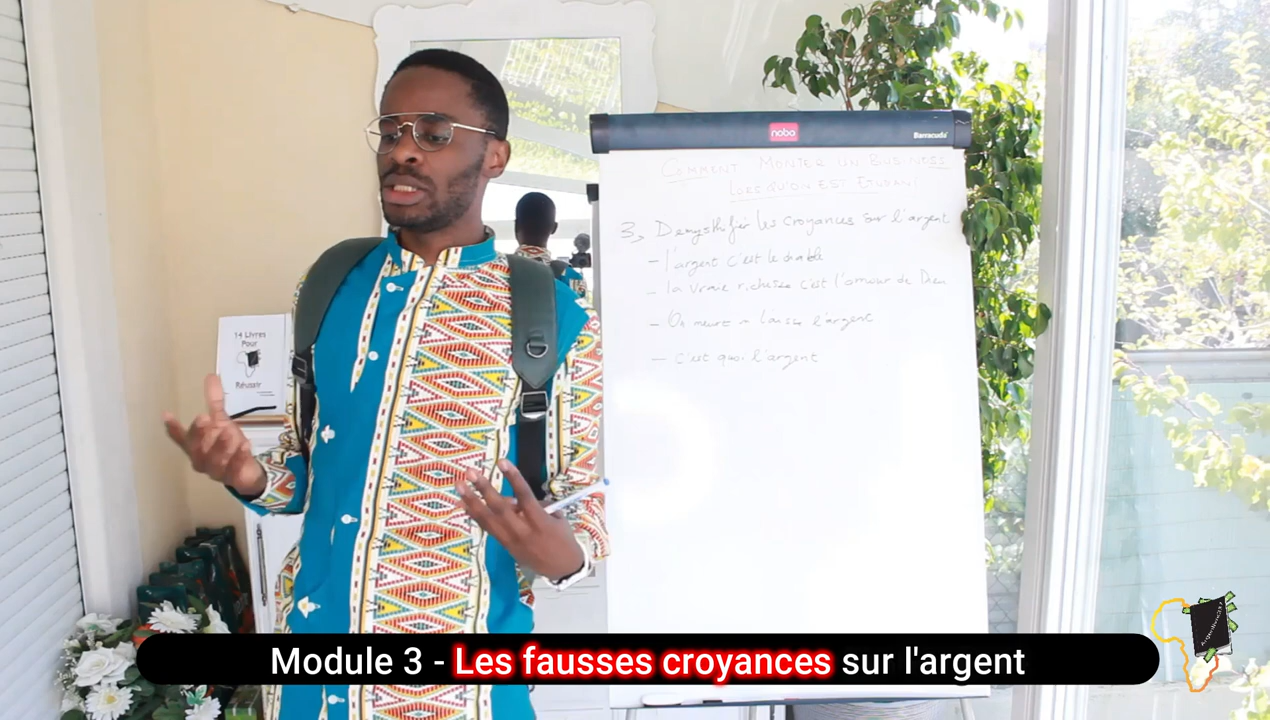 nobo
Barracuda
COMMENT MONTER UN BUSINESS
LORSQU'ON EST ETUDIANT
3, Demystifier les croyances sur l'argent
- l'argent c'est le diable
- la vraie richesse c'est l'amour de Dieu
- On meurt on laisse l'argent
- c'est quoi l'argent
14 Livres
Pour
Réussir
Module 3 - Les fausses croyances sur l'argent